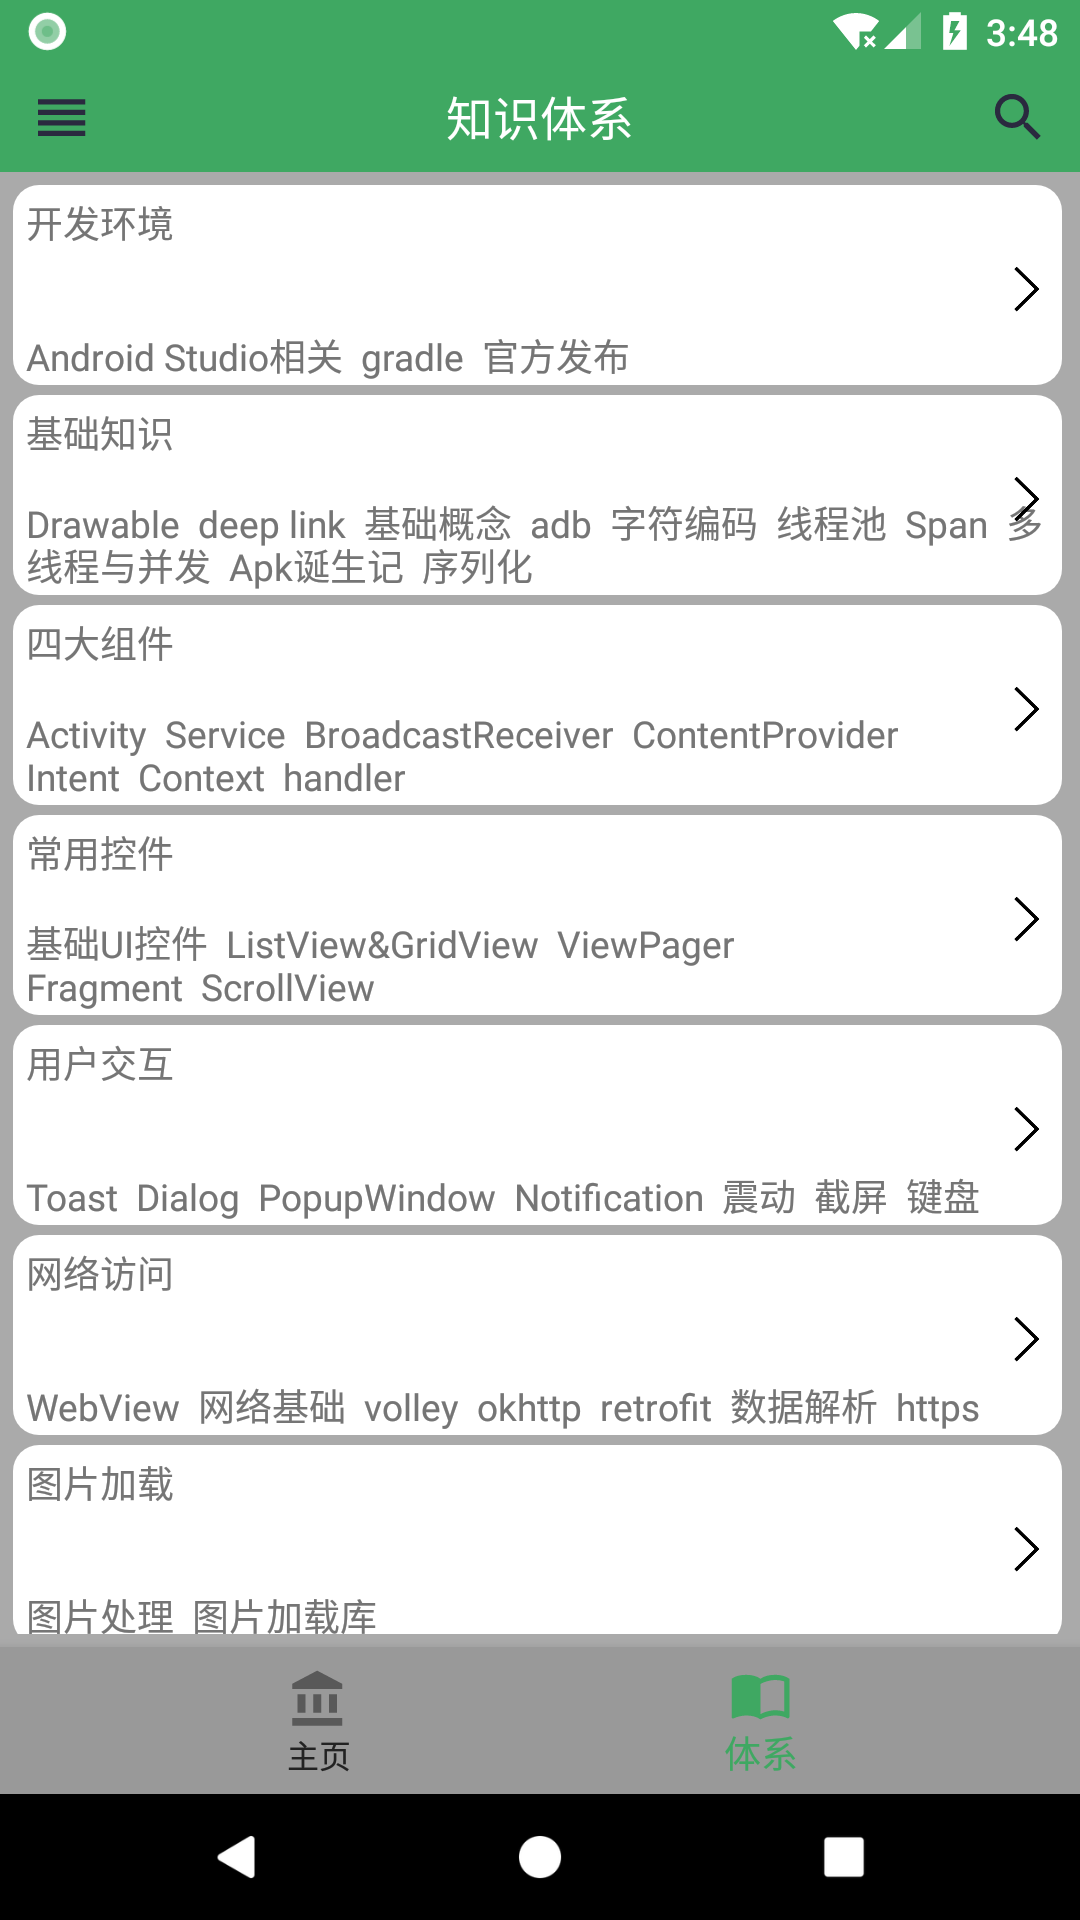 3:48
知识体系
开发环境
Android Studio相关  gradle  官方发布
基础知识
Drawable  deep link  基础概念  adb  字符编码  线程池  Span  多
线程与并发  Apk诞生记  序列化
四大组件
Activity  Service  BroadcastReceiver  ContentProvider
Intent  Context  handler
常用控件
基础UI控件  ListView&GridView  ViewPager
Fragment  ScrollView
用户交互
Toast  Dialog  PopupWindow  Notification  震动  截屏  键盘
网络访问
WebView  网络基础  volley  okhttp  retrofit  数据解析  https
图片加载
图片处理  图片加载库
主页
体系